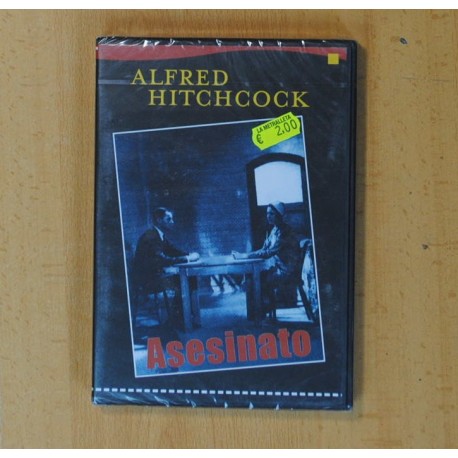 ALFRED
HITCHCOCK
LA METRALLETA
€ 2.00
Asesinato